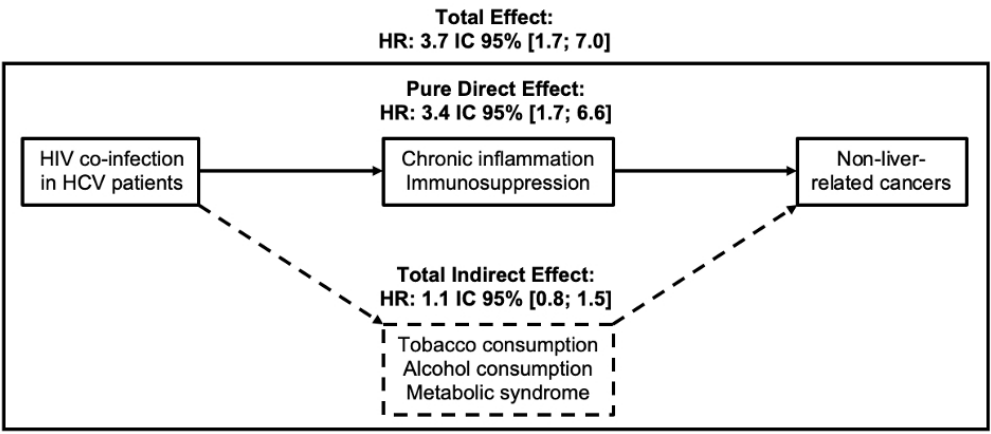 Total Effect:
HR: 3.7 IC 95% [1.7; 7.0]
Pure Direct Effect:
HR: 3.4 IC 95% [1.7; 6.6]
HIV co-infection
in HCV patients
Chronic inflammation
Immunosuppression
Non-liver-
related cancers
Total Indirect Effect:
HR: 1.1 IC 95% [0.8; 1.5]
Tobacco consumption
Alcohol consumption
Metabolic syndrome